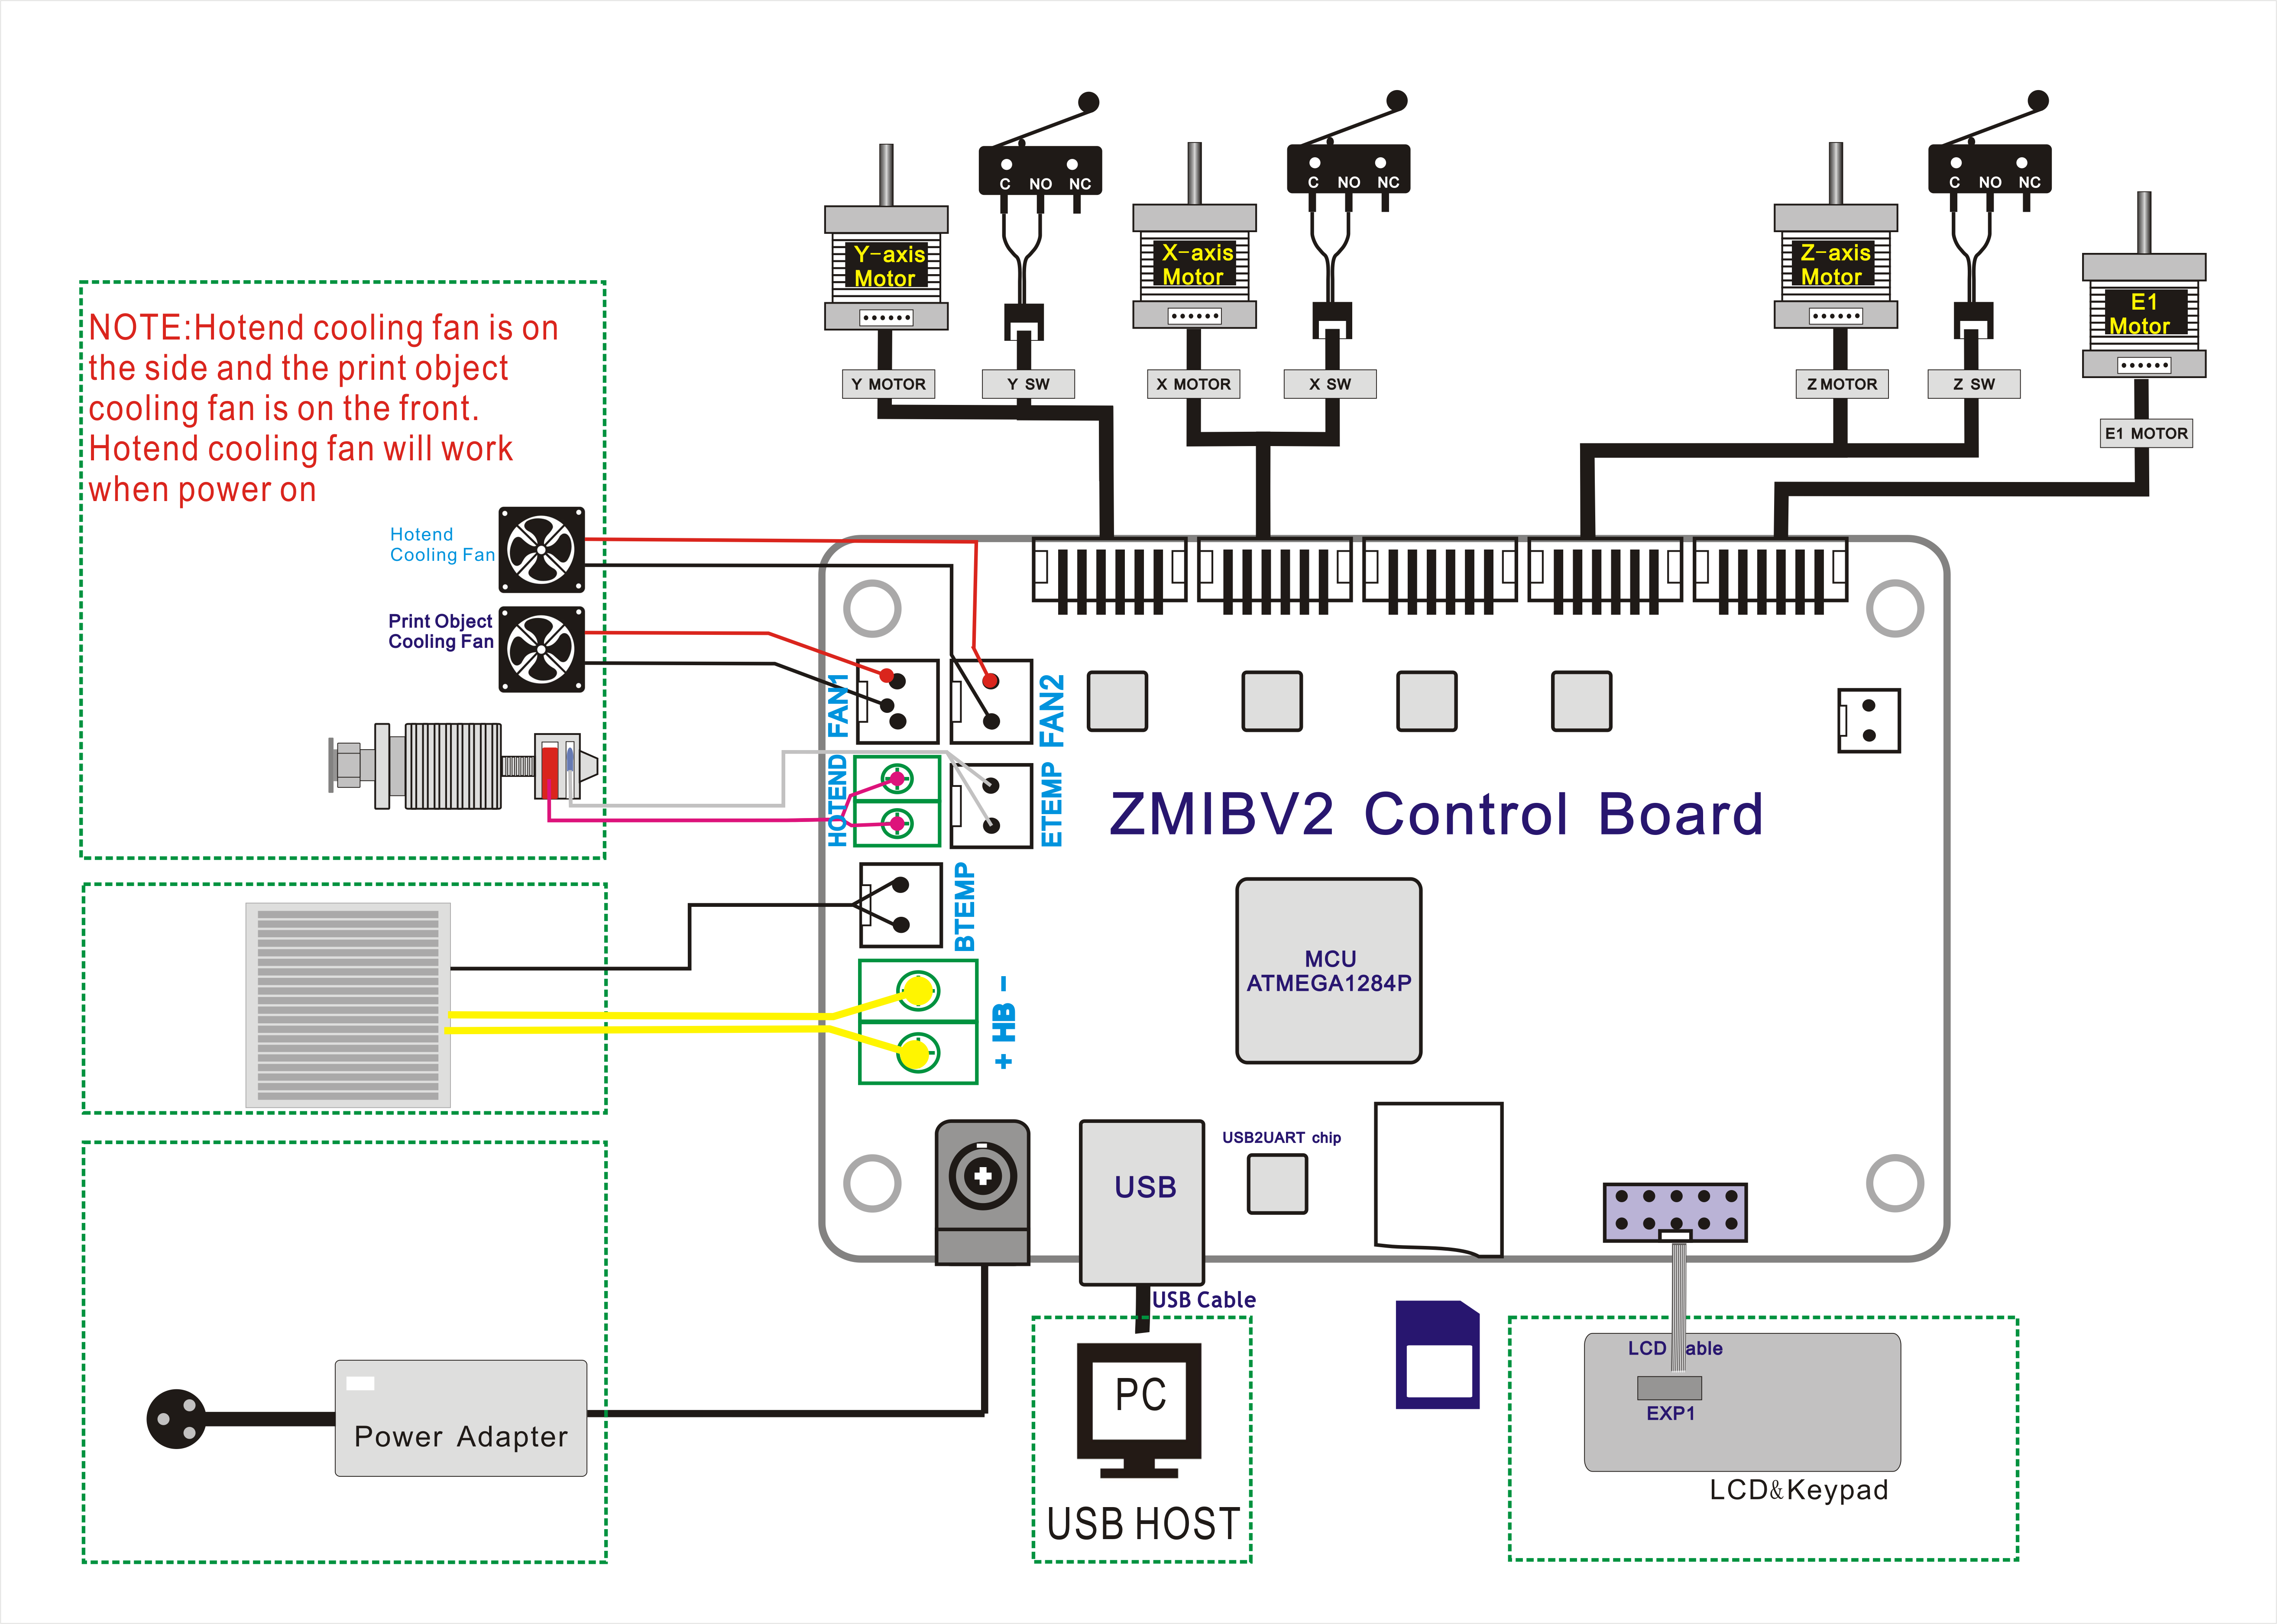 C NO NC
C NO NC
C NO NC
Y-axis
Motor
X-axis
Motor
Z-axis
Motor
E1
Motor
Y MOTOR
Y SW
X MOTOR
X SW
Z MOTOR
Z SW
E1 MOTOR
NOTE:Hotend cooling fan is on
the side and the print object
cooling fan is on the front.
Hotend cooling fan will work
when power on
Hotend
Cooling Fan
Print Object
Cooling Fan
FAN1
FAN2
HOTEND
ETEMP
ZMIBV2 Control Board
BTEMP
+ HB -
MCU
ATMEGA1284P
USB2UART chip
USB
USB Cable
PC
USB HOST
Power Adapter
LCD able
EXP1
LCD&Keypad